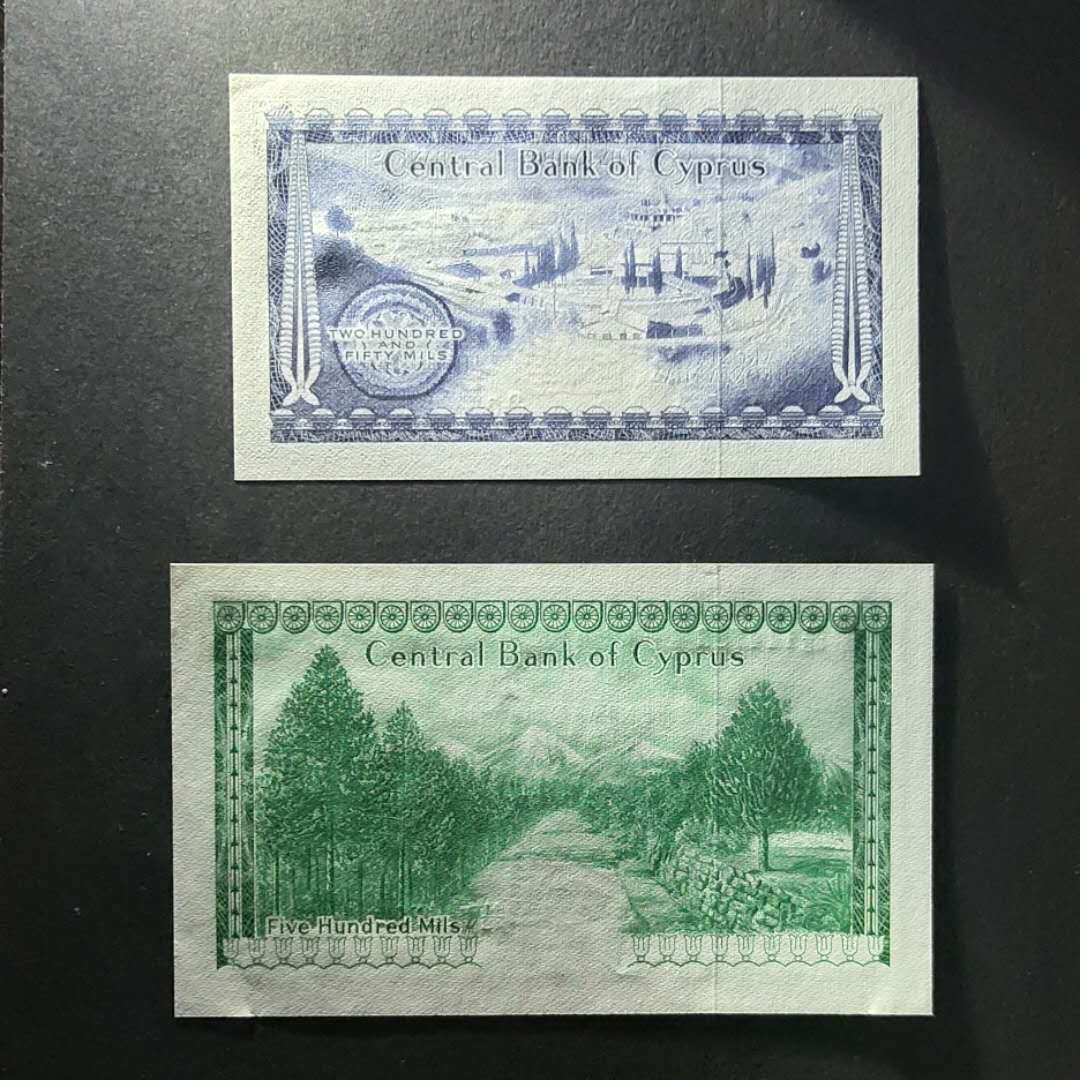 Central Bank of Cyprus
TWO HUNDRED
AND
FIFTY MILS
Central Bank of Cyprus
Five Hundred Mils